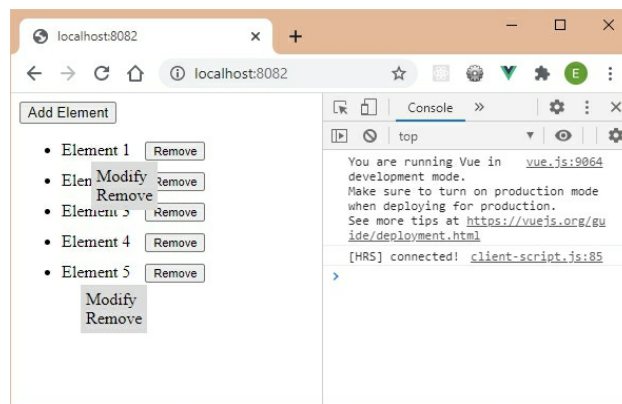 localhost:8082
localhost:8082
E
Add Element
Element 1 Remove
Elen Remove
Modify
Remove
Element 3 Remove
Element 4 Remove
Element 5 Remove
Modify
Remove
Console »
top
You are running Vue in vue.js:9064
development mode.
Make sure to turn on production mode
when deploying for production.
See more tips at https://vuejs.org/gu
ide/deployment.html
[HRS] connected! client-script.js:85